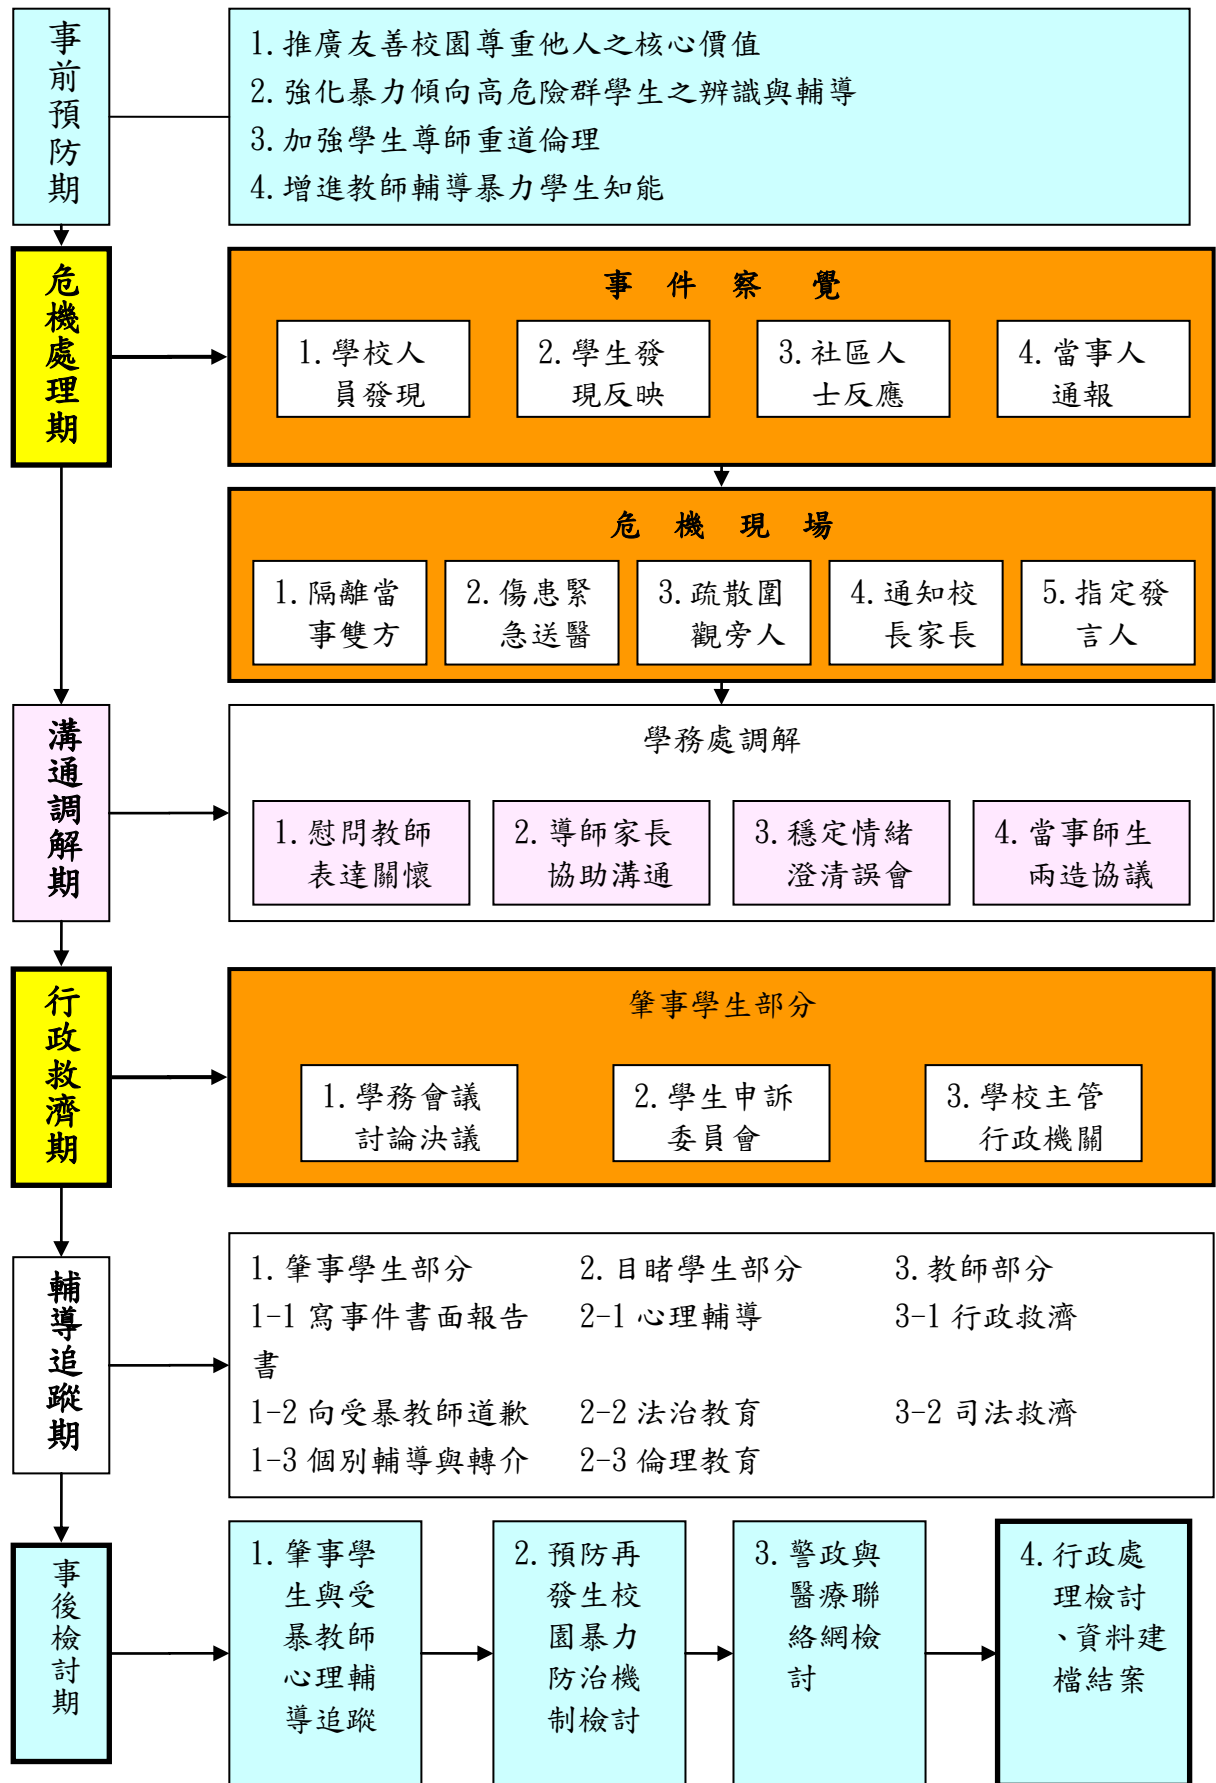 事前預防期
1.推廣友善校園尊重他人之核心價值
2.強化暴力傾向高危險群學生之辨識與輔導
3.加強學生尊師重道倫理
4.增進教師輔導暴力學生知能
危機處理期
事 件 察 覺
1.學校人
員發現
2.學生發
現反映
3.社區人
士反應
4.當事人
通報
危 機 現 場
1.隔離當
事雙方
2.傷患緊
急送醫
3.疏散圍
觀旁人
4.通知校
長家長
5.指定發
言人
溝通調解期
學務處調解
1.慰問教師
表達關懷
2.導師家長
協助溝通
3.穩定情緒
澄清誤會
4.當事師生
兩造協議
行政救濟期
肇事學生部分
1.學務會議
討論決議
2.學生申訴
委員會
3.學校主管
行政機關
輔導追蹤期
1.肇事學生部分 2.目睹學生部分 3.教師部分
1-1 寫事件書面報告 2-1 心理輔導 3-1 行政救濟
書
1-2 向受暴教師道歉 2-2 法治教育 3-2 司法救濟
1-3 個別輔導與轉介 2-3 倫理教育
事後檢討期
1.肇事學
生與受
暴教師
心理輔
導追蹤
2.預防再
發生校
園暴力
防治機
制檢討
3.警政與
醫療聯
絡網檢
討
4.行政處
理檢討
、資料建
檔結案